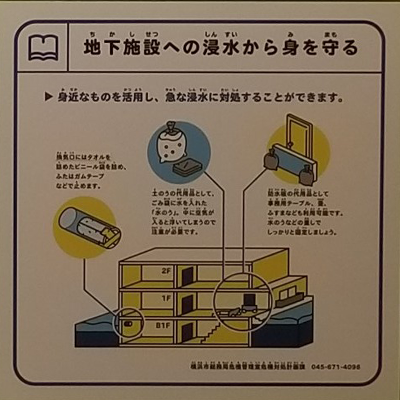 地下施設への浸水から身を守る
▶ 身近なものを活用し、急な浸水に対処することができます。
換気口にはタオルを
詰めたビニール袋を詰め、
ふたはガムテープ
などで止めます。
土のうの代用品として、
ごみ袋に水を入れた
「水のう」。中に空気が
入ると浮いてしまうので
注意が必要です。
防水板の代用品として
事務用テーブル、畳、
ふすまなども利用可能です。
水のうなどの重しで
しっかりと固定しましょう。
2F
1F
B1F
横浜市総務局危機管理室危機対処計画課 045-671-4096